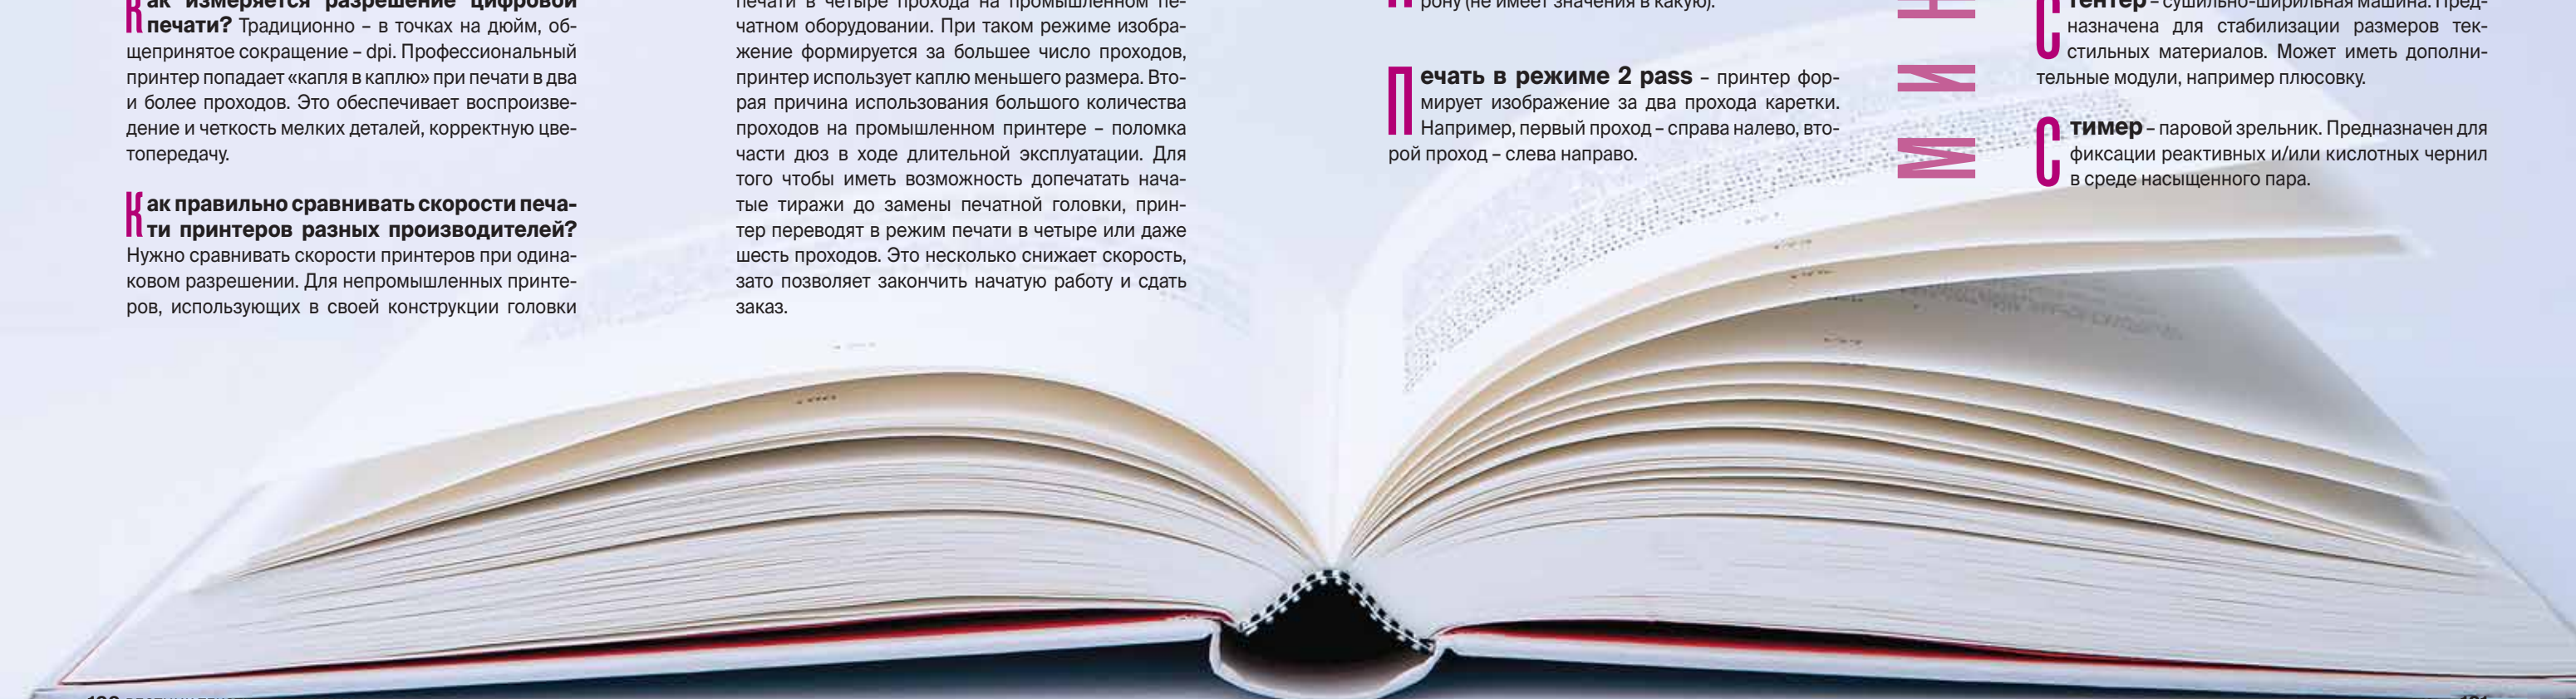 Как измеряется разрешение цифровой
печати? Традиционно – в точках на дюйм, об-
щепринятое сокращение – dpi. Профессиональный
принтер попадает «капля в каплю» при печати в два
и более проходов. Это обеспечивает воспроизве-
дение и четкость мелких деталей, корректную цве-
топередачу.
Как правильно сравнивать скорости печа-
ти принтеров разных производителей?
Нужно сравнивать скорости принтеров при одина-
ковом разрешении. Для непромышленных принте-
ров, использующих в своей конструкции головки
печати в четыре прохода на промышленном пе-
чатном оборудовании. При таком режиме изобра-
жение формируется за большее число проходов,
принтер использует каплю меньшего размера. Вто-
рая причина использования большого количества
проходов на промышленном принтере – поломка
части дюз в ходе длительной эксплуатации. Для
того чтобы иметь возможность допечатать нача-
тые тиражи до замены печатной головки, прин-
тер переводят в режим печати в четыре или даже
шесть проходов. Это несколько снижает скорость,
зато позволяет закончить начатую работу и сдать
заказ.
рону (не имеет значения в какую).
Печать в режиме 2 pass – принтер фор-
мирует изображение за два прохода каретки.
Например, первый проход – справа налево, вто-
рой проход – слева направо.
МИН
Стентер – сушильно-ширильная машина. Пред-
назначена для стабилизации размеров тек-
стильных материалов. Может иметь дополни-
тельные модули, например плюсовку.
Стимер – паровой зрельник. Предназначен для
фиксации реактивных и/или кислотных чернил
в среде насыщенного пара.